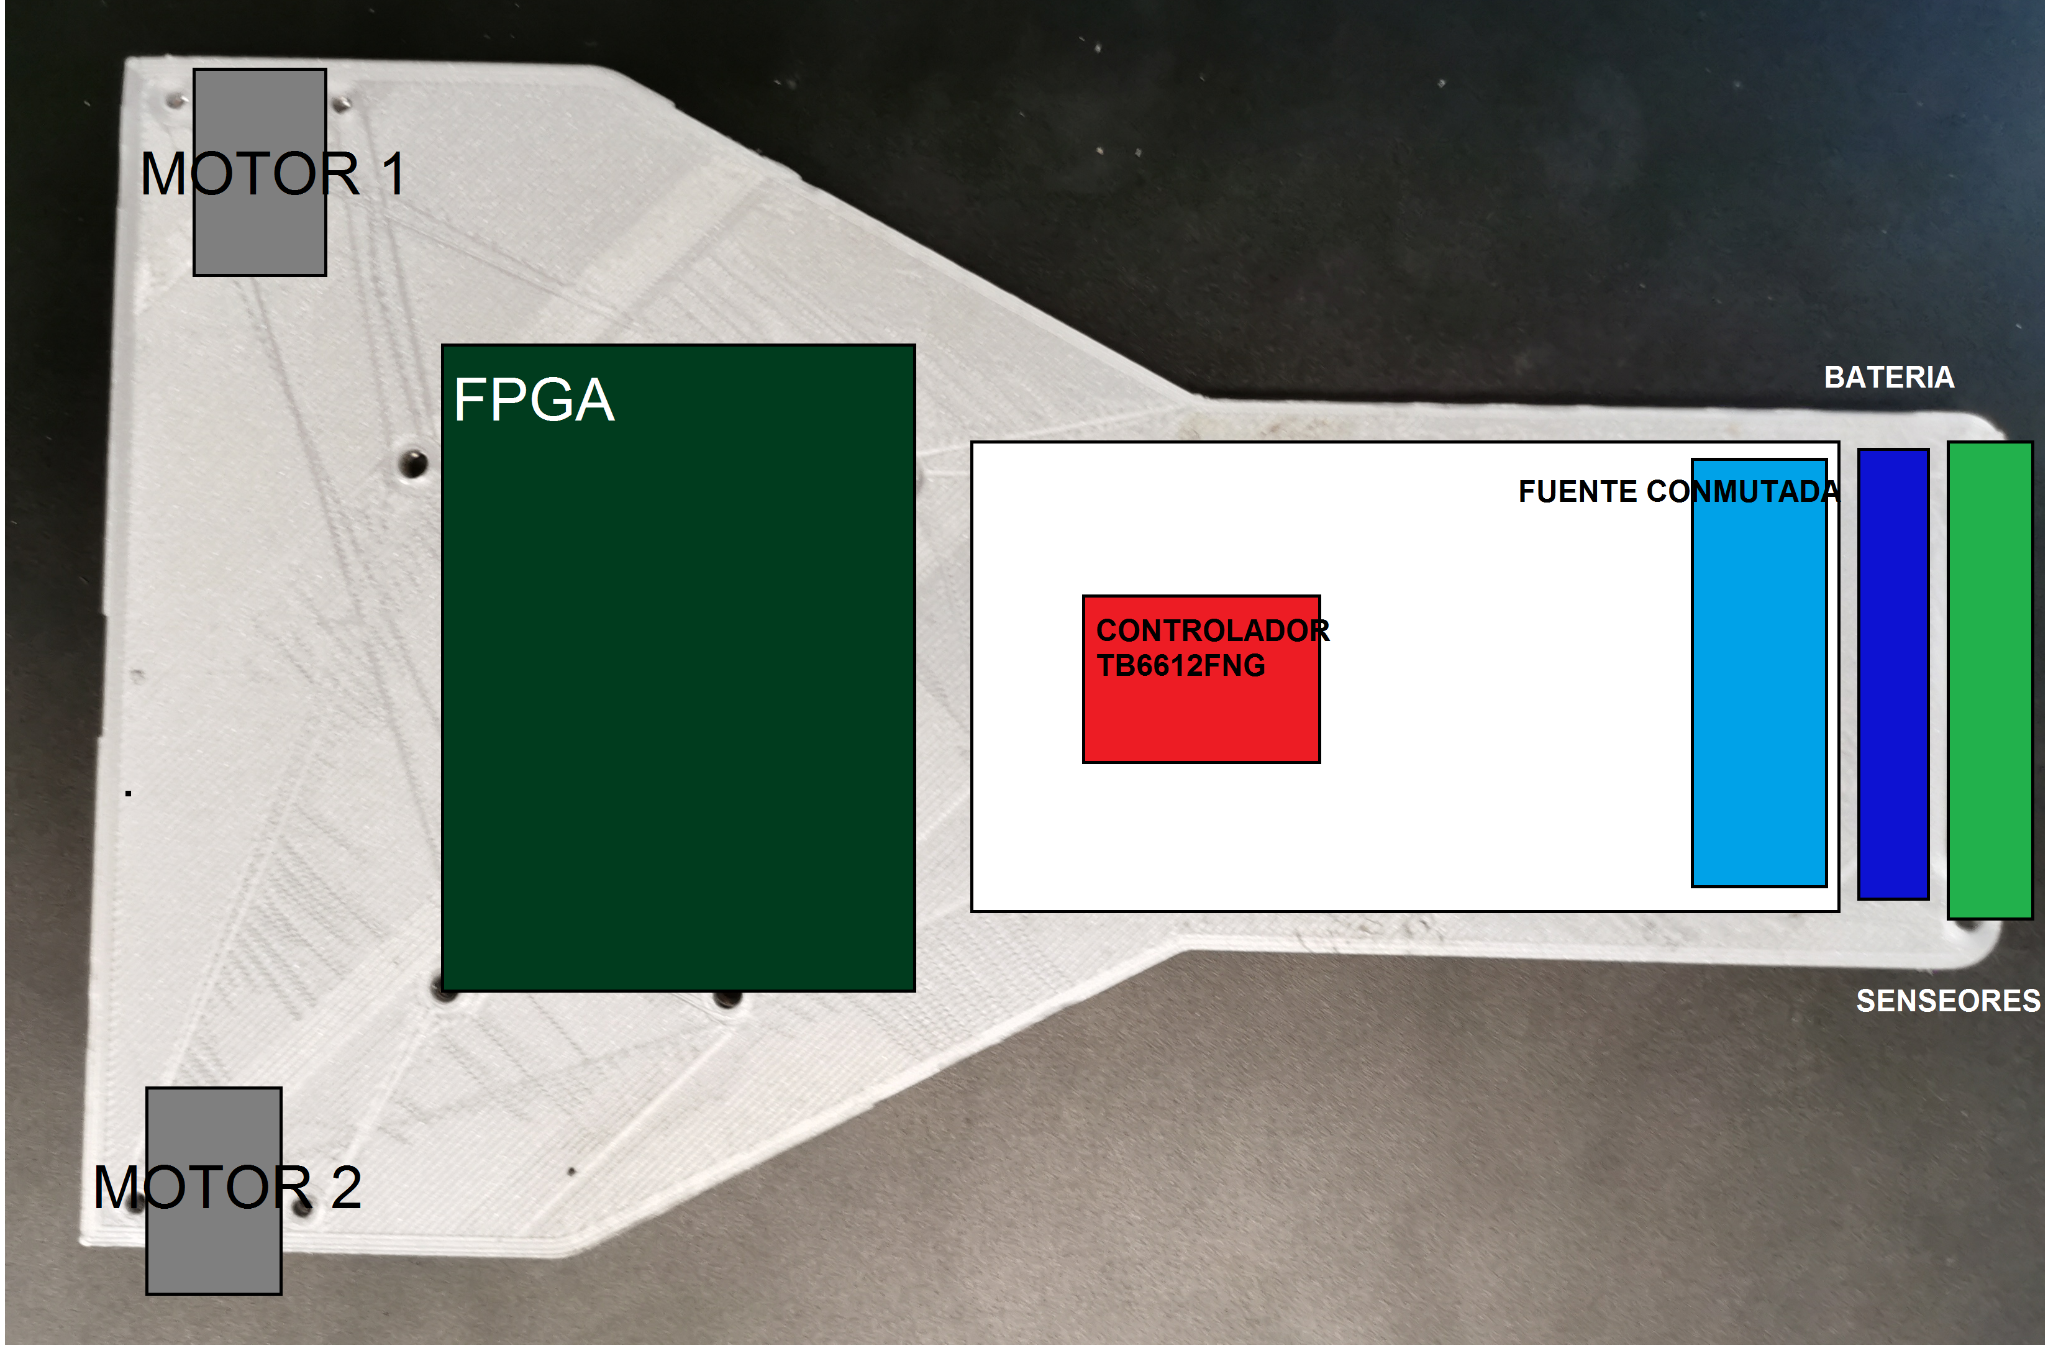 MOTOR 1
FPGA
BATERIA
FUENTE CONMUTADA
CONTROLADOR
TB6612FNG
SENSEORES
MOTOR 2